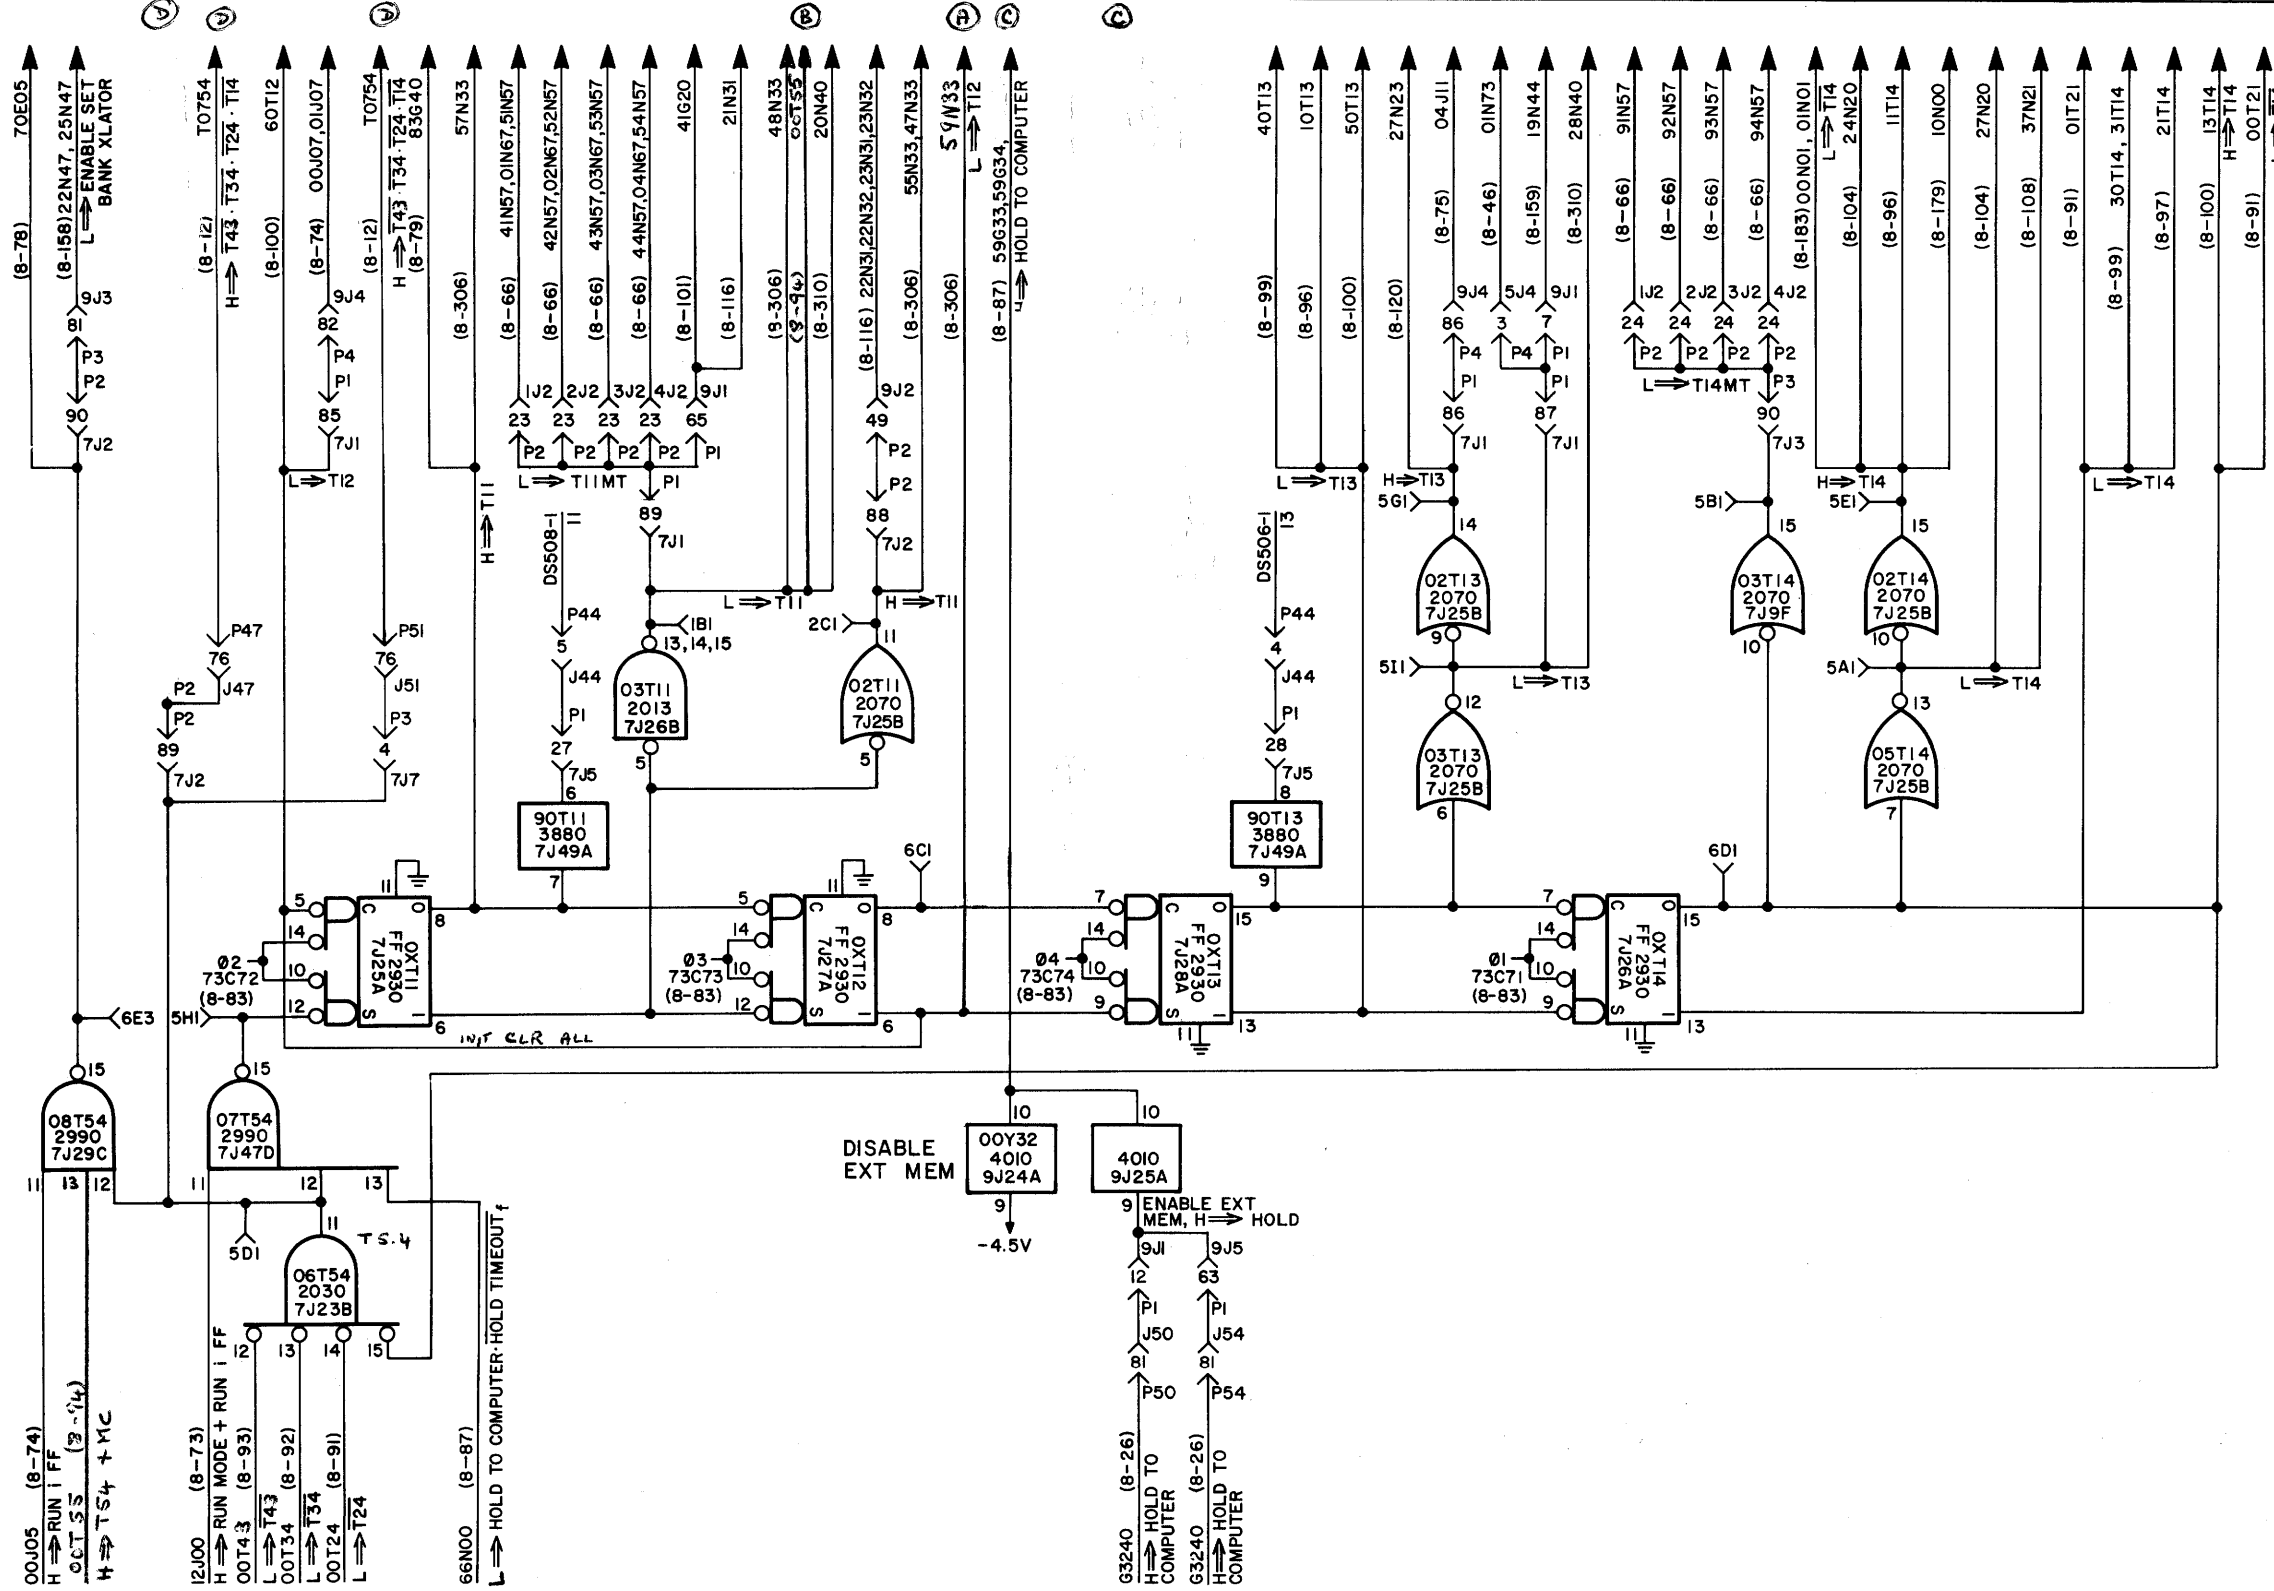 D
D
D
B
A
C
C
70E05
(8-78)
(8-158)22N47, 25N47
L⟹ENABLE SET
BANK XLATOR
T0754
(8-12)
H⟹T43·T34·T24·T14
60T12
(8-100)
00J07,01J07
(8-74)
T0754
(8-12)
H⟹T43·T34·T24·T14
83G40
(8-79)
57N33
(8-306)
H⟹T11
41N57,01N67,51N57
(8-66)
42N57,02N67,52N57
(8-66)
43N57,03N67,53N57
(8-66)
44N57,04N67,54N57
(8-66)
41G20
(8-101)
21N31
(8-116)
48N33
(8-306)
00T55
(8-94)
20N40
(8-310)
(8-116) 22N31,22N32,23N31,23N32
55N33,47N33
(8-306)
59N33
L⟹T12
(8-306)
(8-87) 59G33,59G34,
⟹HOLD TO COMPUTER
40T13
(8-99)
10T13
(8-96)
50T13
(8-100)
27N23
(8-120)
04J11
(8-75)
01N73
(8-46)
19N44
(8-159)
28N40
(8-310)
91N57
(8-66)
92N57
(8-66)
93N57
(8-66)
94N57
(8-66)
(8-183)00N01, 01N01
L⟹T14
24N20
(8-104)
11T14
(8-96)
10N00
(8-179)
27N20
(8-104)
37N21
(8-108)
01T21
(8-91)
30T14, 31T14
(8-99)
21T14
(8-97)
13T14
H⟹T14
(8-100)
00T21
(8-91)
9J3
81
P3
P2
90
7J2
9J4
82
P4
P1
85
7J1
L⟹T12
1J2 2J2 3J2 4J2 9J1
23 23 23 23 65
P2 P2 P2 P2 P1
L⟹T11MT
P1
89
7J1
9J2
49
P2
P2
88
7J2
L⟹T11
H⟹T11
1B1
2C1
11
13,14,15
DS508-1
11
P44
5
J44
P1
27
7J5
6
90T11
3880
7J49A
7
03T11
2013
7J26B
5
02T11
2070
7J25B
5
P47
76
J47
P2
P2
89
7J2
P51
76
J51
P3
4
7J7
L⟹T13
H⟹T13
9J4 5J4 9J1
86 3 7
P4 P4 P1
P1 P1
86 87
7J1 7J1
5G1
14
02T13
2070
7J25B
9
5I1
L⟹T13
12
03T13
2070
7J25B
6
DS506-1
13
P44
4
J44
P1
28
7J5
8
90T13
3880
7J49A
9
1J2 2J2 3J2 4J2
24 24 24 24
P2 P2 P2 P2
L⟹T14MT
P3
90
7J3
5B1
15
03T14
2070
7J9F
10
H⟹T14
5E1
15
02T14
2070
7J25B
10
5A1
L⟹T14
13
05T14
2070
7J25B
7
L⟹T14
6C1
6D1
5
14
Ø2
73C72
(8-83)
10
12
11
C 0
0XT11
FF 2930
7J25A
S 1
8
6
5
14
Ø3
73C73
(8-83)
10
12
11
C 0
0XT12
FF 2930
7J27A
S 1
8
6
7
14
Ø4
73C74
(8-83)
10
9
C 0
0XT13
FF 2930
7J28A
S 1
11
15
13
7
14
Ø1
73C71
(8-83)
10
9
C 0
0XT14
FF 2930
7J26A
S 1
11
15
13
6E3
5H1
INIT CLR ALL
15
08T54
2990
7J29C
11 13 12
15
07T54
2990
7J47D
11 12 13
5D1
11
T5.4
06T54
2030
7J23B
12 13 14 15
DISABLE
EXT MEM
10
00Y32
4010
9J24A
9
-4.5V
10
4010
9J25A
9
ENABLE EXT
MEM, H⟹HOLD
9J1 9J5
12 63
P1 P1
J50 J54
81 81
P50 P54
00J05 (8-74)
H⟹RUN i FF
00T55 (8-94)
H⟹T54 + MC
12J00 (8-73)
H⟹RUN MODE + RUN i FF
00T43 (8-93)
L⟹T43
00T34 (8-92)
L⟹T34
00T24 (8-91)
L⟹T24
66N00 (8-87)
L⟹HOLD TO COMPUTER·HOLD TIMEOUTf
G3240 (8-26)
H⟹HOLD TO
COMPUTER
G3240 (8-26)
H⟹HOLD TO
COMPUTER